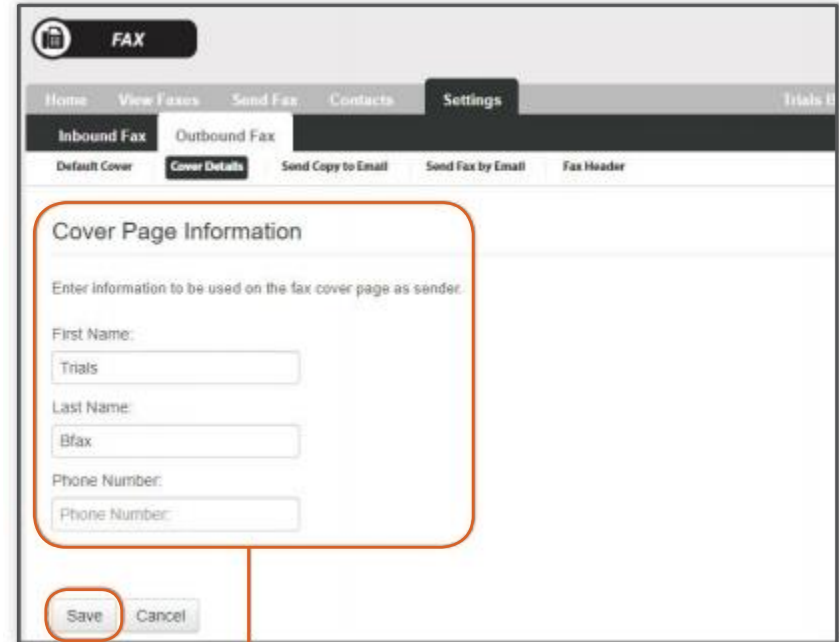 FAX
Home View Faxes Send Fax Contacts Settings Trials B
Inbound Fax Outbound Fax
Default Cover Cover Details Send Copy to Email Send Fax by Email Fax Header
Cover Page Information
Enter information to be used on the fax cover page as sender.
First Name:
Trials
Last Name:
Bfax
Phone Number:
Phone Number:
Save Cancel